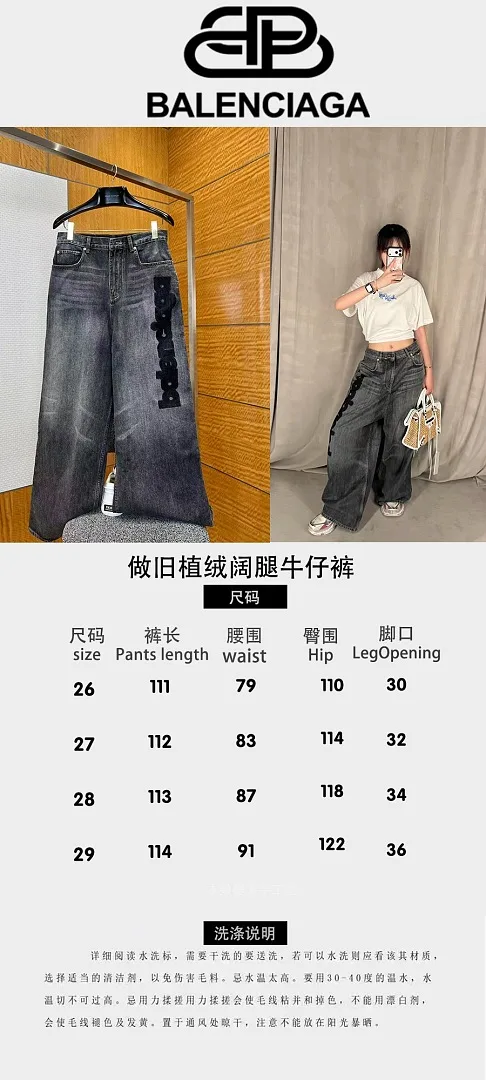 BALENCIAGA
做旧植绒阔腿牛仔裤
尺码
尺码 裤长 腰围 臀围 脚口
size Pants length waist Hip LegOpening
26 111 79 110 30
27 112 83 114 32
28 113 87 118 34
29 114 91 122 36
洗涤说明
详细阅读水洗标，需要干洗的要送洗，若可以水洗则应看该其材质，
选择适当的清洁剂，以免伤害毛料。忌水温太高。要用30-40度的温水，水
温切不可过高。忌用力揉搓用力揉搓会使毛线粘并和掉色，不能用漂白剂，
会使毛线褪色及发黄。置于通风处晾干，注意不能放在阳光暴晒。